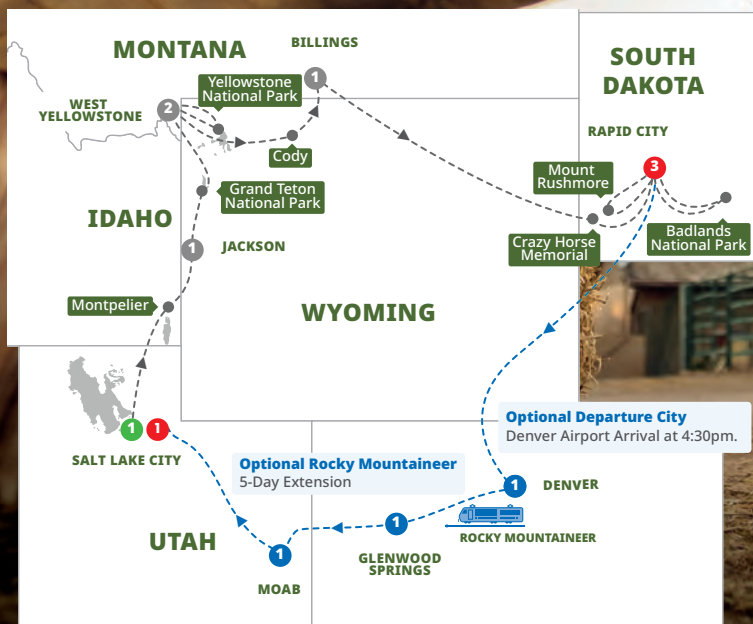 MONTANA
BILLINGS
1
SOUTH
DAKOTA
WEST
YELLOWSTONE
2
Yellowstone
National Park
Cody
RAPID CITY
3
Mount
Rushmore
Crazy Horse
Memorial
Badlands
National Park
Grand Teton
National Park
IDAHO
1
JACKSON
Montpelier
WYOMING
1
1
SALT LAKE CITY
Optional Departure City
Denver Airport Arrival at 4:30pm.
Optional Rocky Mountaineer
5-Day Extension
1
DENVER
ROCKY MOUNTAINEER
1
GLENWOOD
SPRINGS
UTAH
1
MOAB